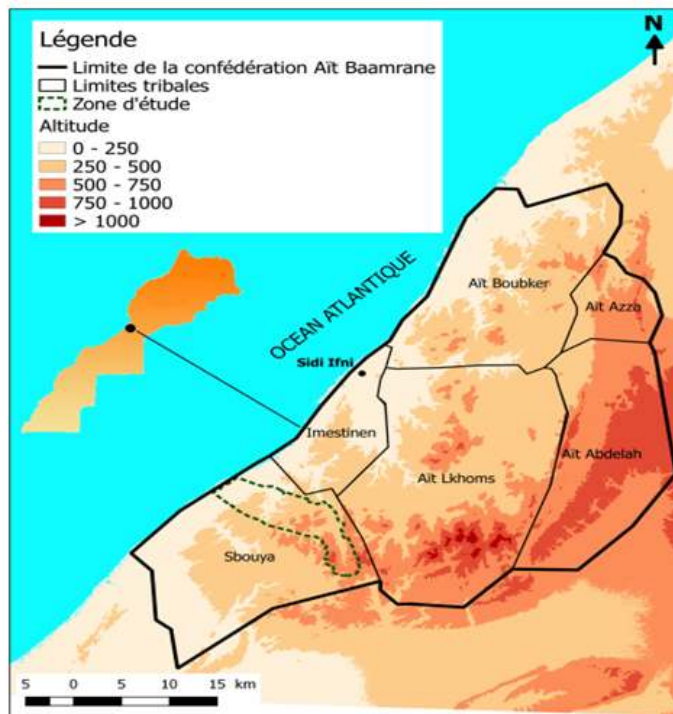 Légende
Limite de la confédération Aït Baamrane
Limites tribales
Zone d'étude
Altitude
0 - 250
250 - 500
500 - 750
750 - 1000
> 1000
N
OCEAN ATLANTIQUE
Aït Boubker
Aït Azza
Sidi Ifni
Imestinen
Aït Lkhoms
Aït Abdelah
Sbouya
5 0 5 10 15 km